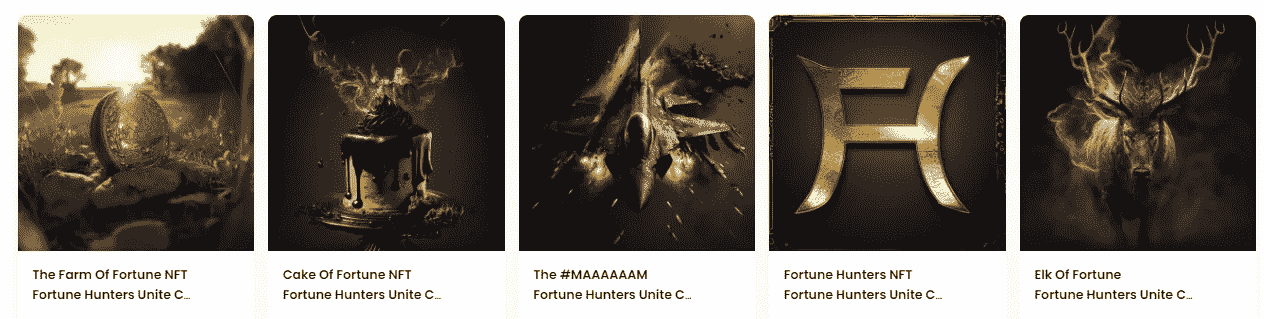 The Farm Of Fortune NFT
Fortune Hunters Unite C...
Cake Of Fortune NFT
Fortune Hunters Unite C...
The #MAAAAAAM
Fortune Hunters Unite C...
Fortune Hunters NFT
Fortune Hunters Unite C...
Elk Of Fortune
Fortune Hunters Unite C...